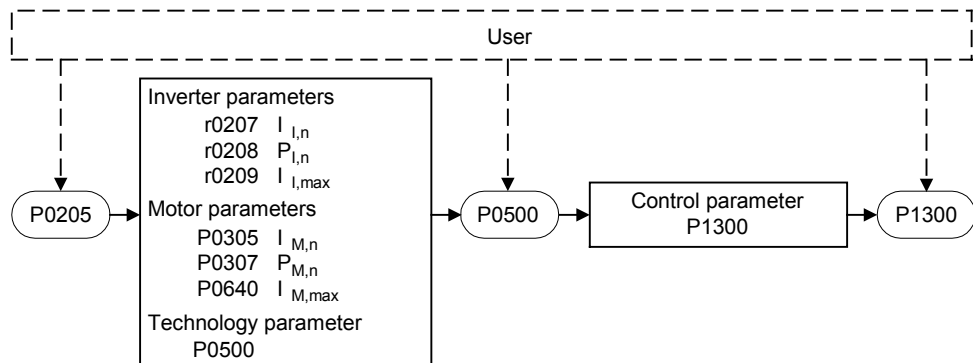 User
P0205
Inverter parameters
r0207 I I,n
r0208 P I,n
r0209 I I,max
Motor parameters
P0305 I M,n
P0307 P M,n
P0640 I M,max
Technology parameter
P0500
P0500
Control parameter
P1300
P1300